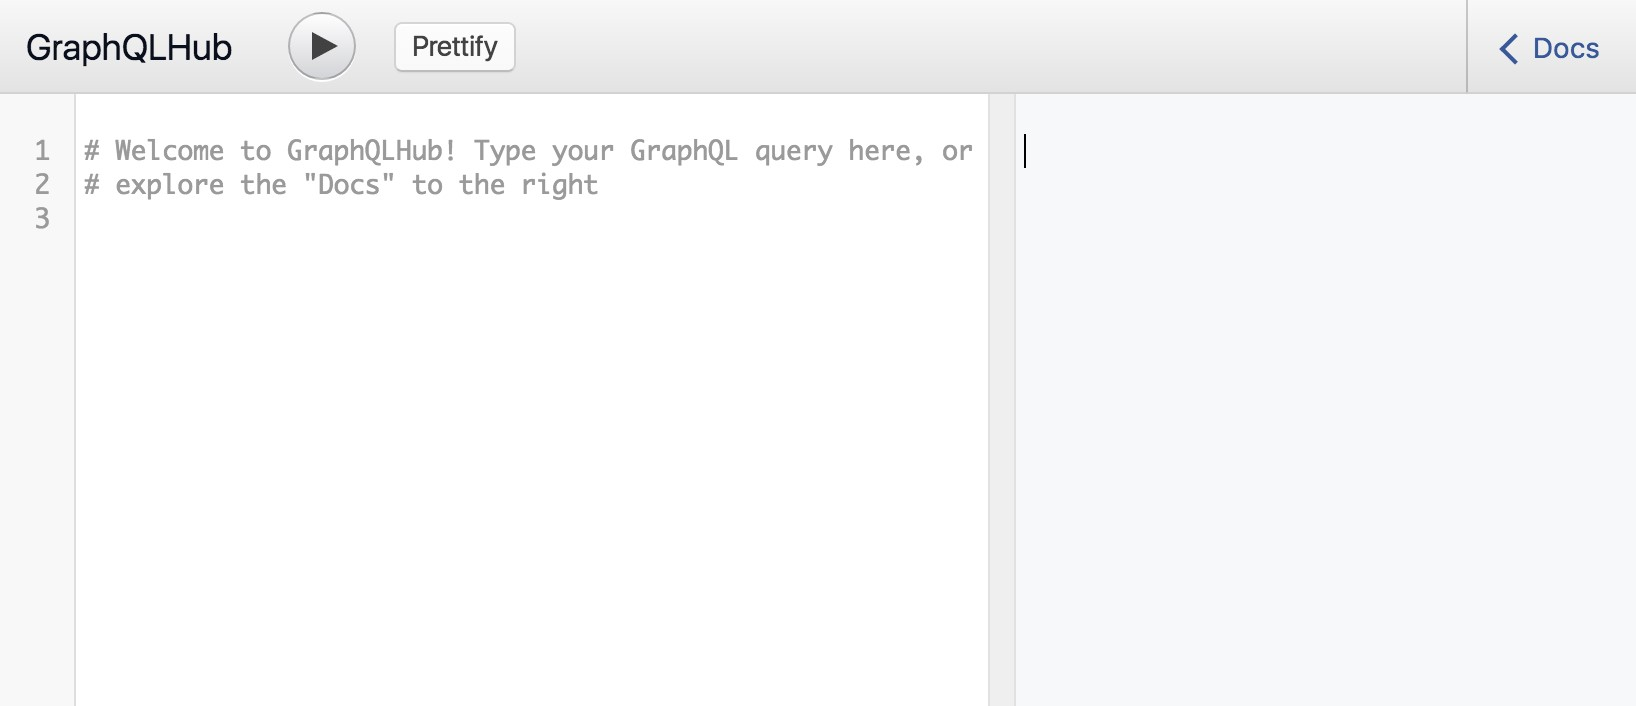 GraphQLHub
Prettify
Docs
1 # Welcome to GraphQLHub! Type your GraphQL query here, or
2 # explore the "Docs" to the right
3